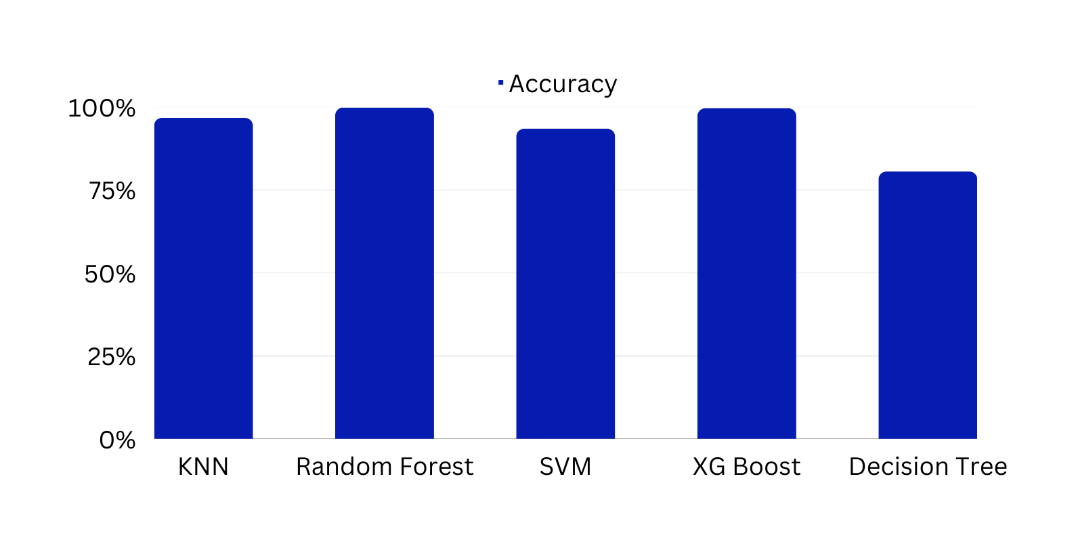 Accuracy
100%
75%
50%
25%
0%
KNN
Random Forest
SVM
XG Boost
Decision Tree